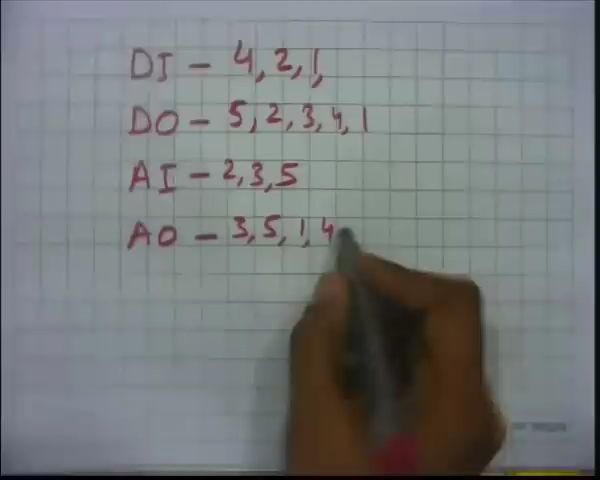 DI - 4, 2, 1,
DO - 5, 2, 3, 4, 1
AI - 2, 3, 5
AO - 3, 5, 1, 4